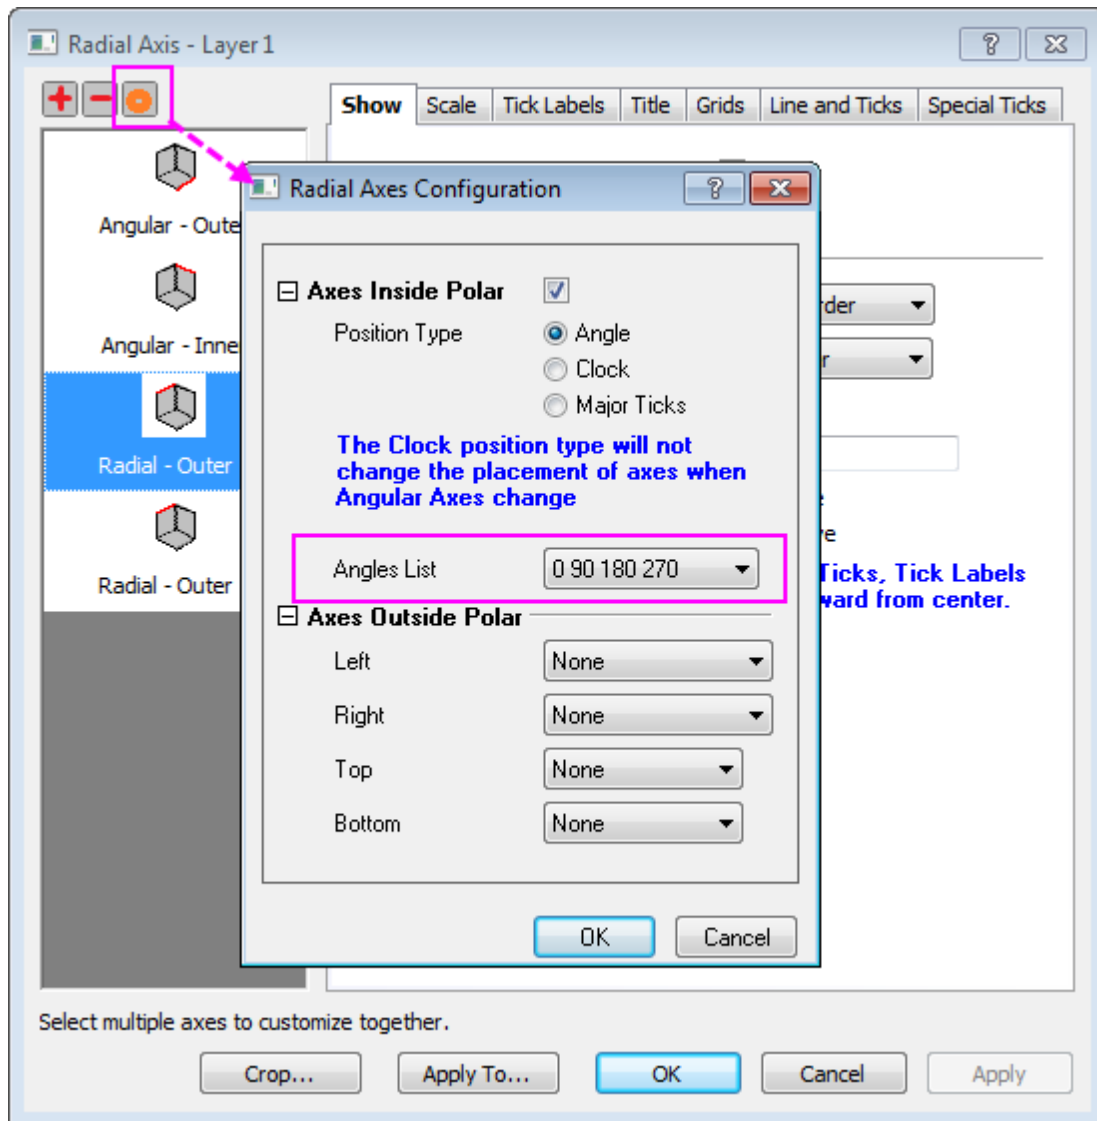 Radial Axis - Layer 1
Show Scale Tick Labels Title Grids Line and Ticks Special Ticks
Angular - Oute
Angular - Inne
Radial - Outer
Radial - Outer
Radial Axes Configuration
Axes Inside Polar
Position Type
Angle
Clock
Major Ticks
The Clock position type will not
change the placement of axes when
Angular Axes change
Angles List 0 90 180 270
Axes Outside Polar
Left None
Right None
Top None
Bottom None
OK Cancel
rder
r
e
Ticks, Tick Labels
ward from center.
Select multiple axes to customize together.
Crop... Apply To... OK Cancel Apply